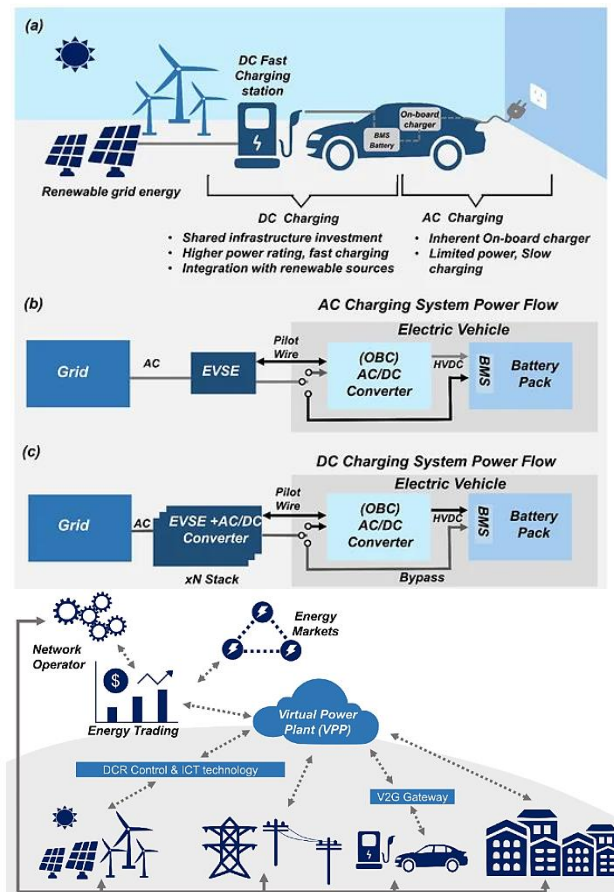 (a)
DC Fast
Charging
station
On-board
charger
BMS
Battery
Renewable grid energy
DC Charging
• Shared infrastructure investment
• Higher power rating, fast charging
• Integration with renewable sources
AC Charging
• Inherent On-board charger
• Limited power, Slow
charging
(b)
AC Charging System Power Flow
Electric Vehicle
Grid
AC
EVSE
Pilot
Wire
(OBC)
AC/DC
Converter
HVDC
BMS
Battery
Pack
(c)
DC Charging System Power Flow
Electric Vehicle
Grid
AC
EVSE +AC/DC
Converter
xN Stack
Pilot
Wire
(OBC)
AC/DC
Converter
HVDC
Bypass
BMS
Battery
Pack
Network
Operator
Energy
Markets
$
Energy Trading
Virtual Power
Plant (VPP)
DCR Control & ICT technology
V2G Gateway